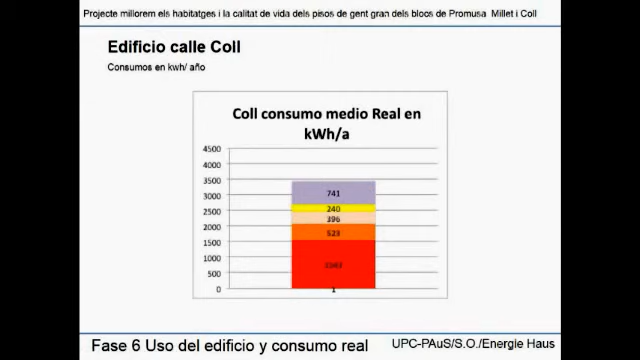 Projecte millorem els habitatges i la calitat de vida dels pisos de gent gran dels blocs de Promusa Millet i Coll
Edificio calle Coll
Consumos en kwh/ año
Coll consumo medio Real en
kWh/a
4500
4000
3500
3000
2500
2000
1500
1000
500
0
741
240
396
523
1
Fase 6 Uso del edificio y consumo real
UPC-PAuS/S.O./Energie Haus